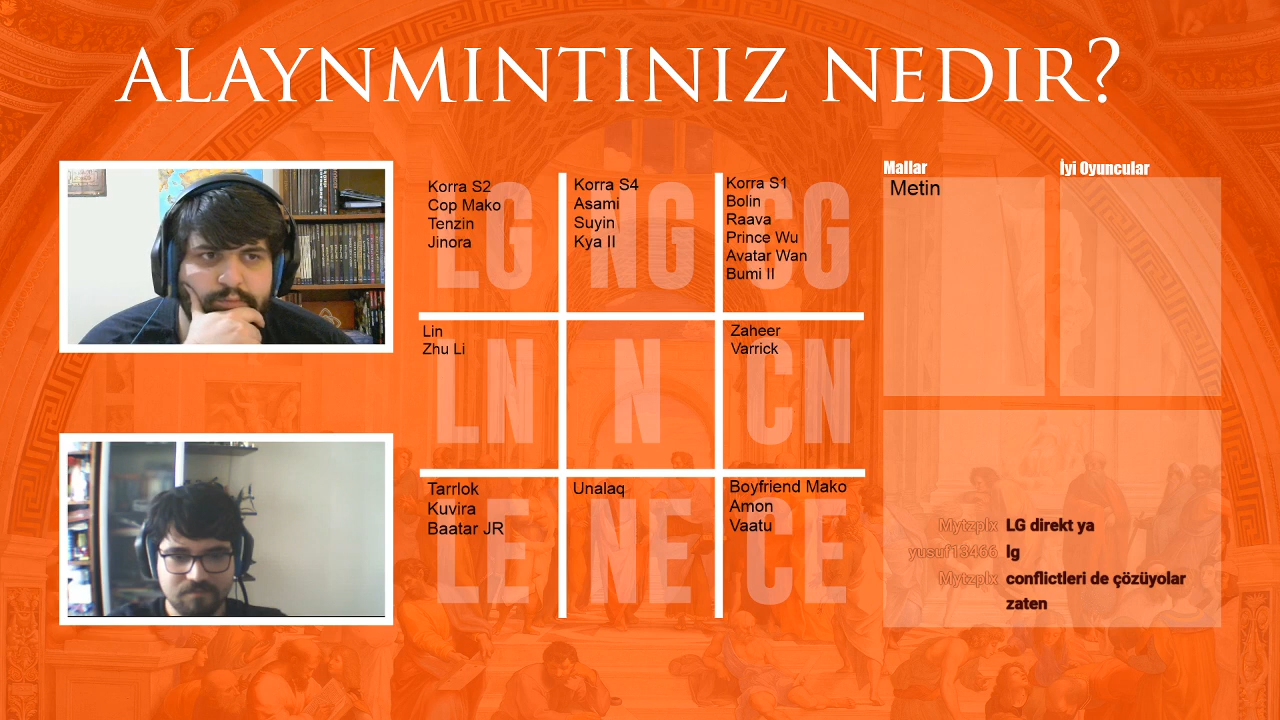 ALAYNMINTINIZ NEDIR?
Korra S2
Cop Mako
Tenzin
Jinora
LG
Korra S4
Asami
Suyin
Kya II
NG
Korra S1
Bolin
Raava
Prince Wu
Avatar Wan
Bumi II
CG
Lin
Zhu Li
LN
N
Zaheer
Varrick
CN
Tarrlok
Kuvira
Baatar JR
LE
Unalaq
NE
Boyfriend Mako
Amon
Vaatu
CE
Mallar
Metin
İyi Oyuncular
Mytzplx LG direkt ya
yusuf13466 lg
Mytzplx conflictleri de çözüyolar
zaten